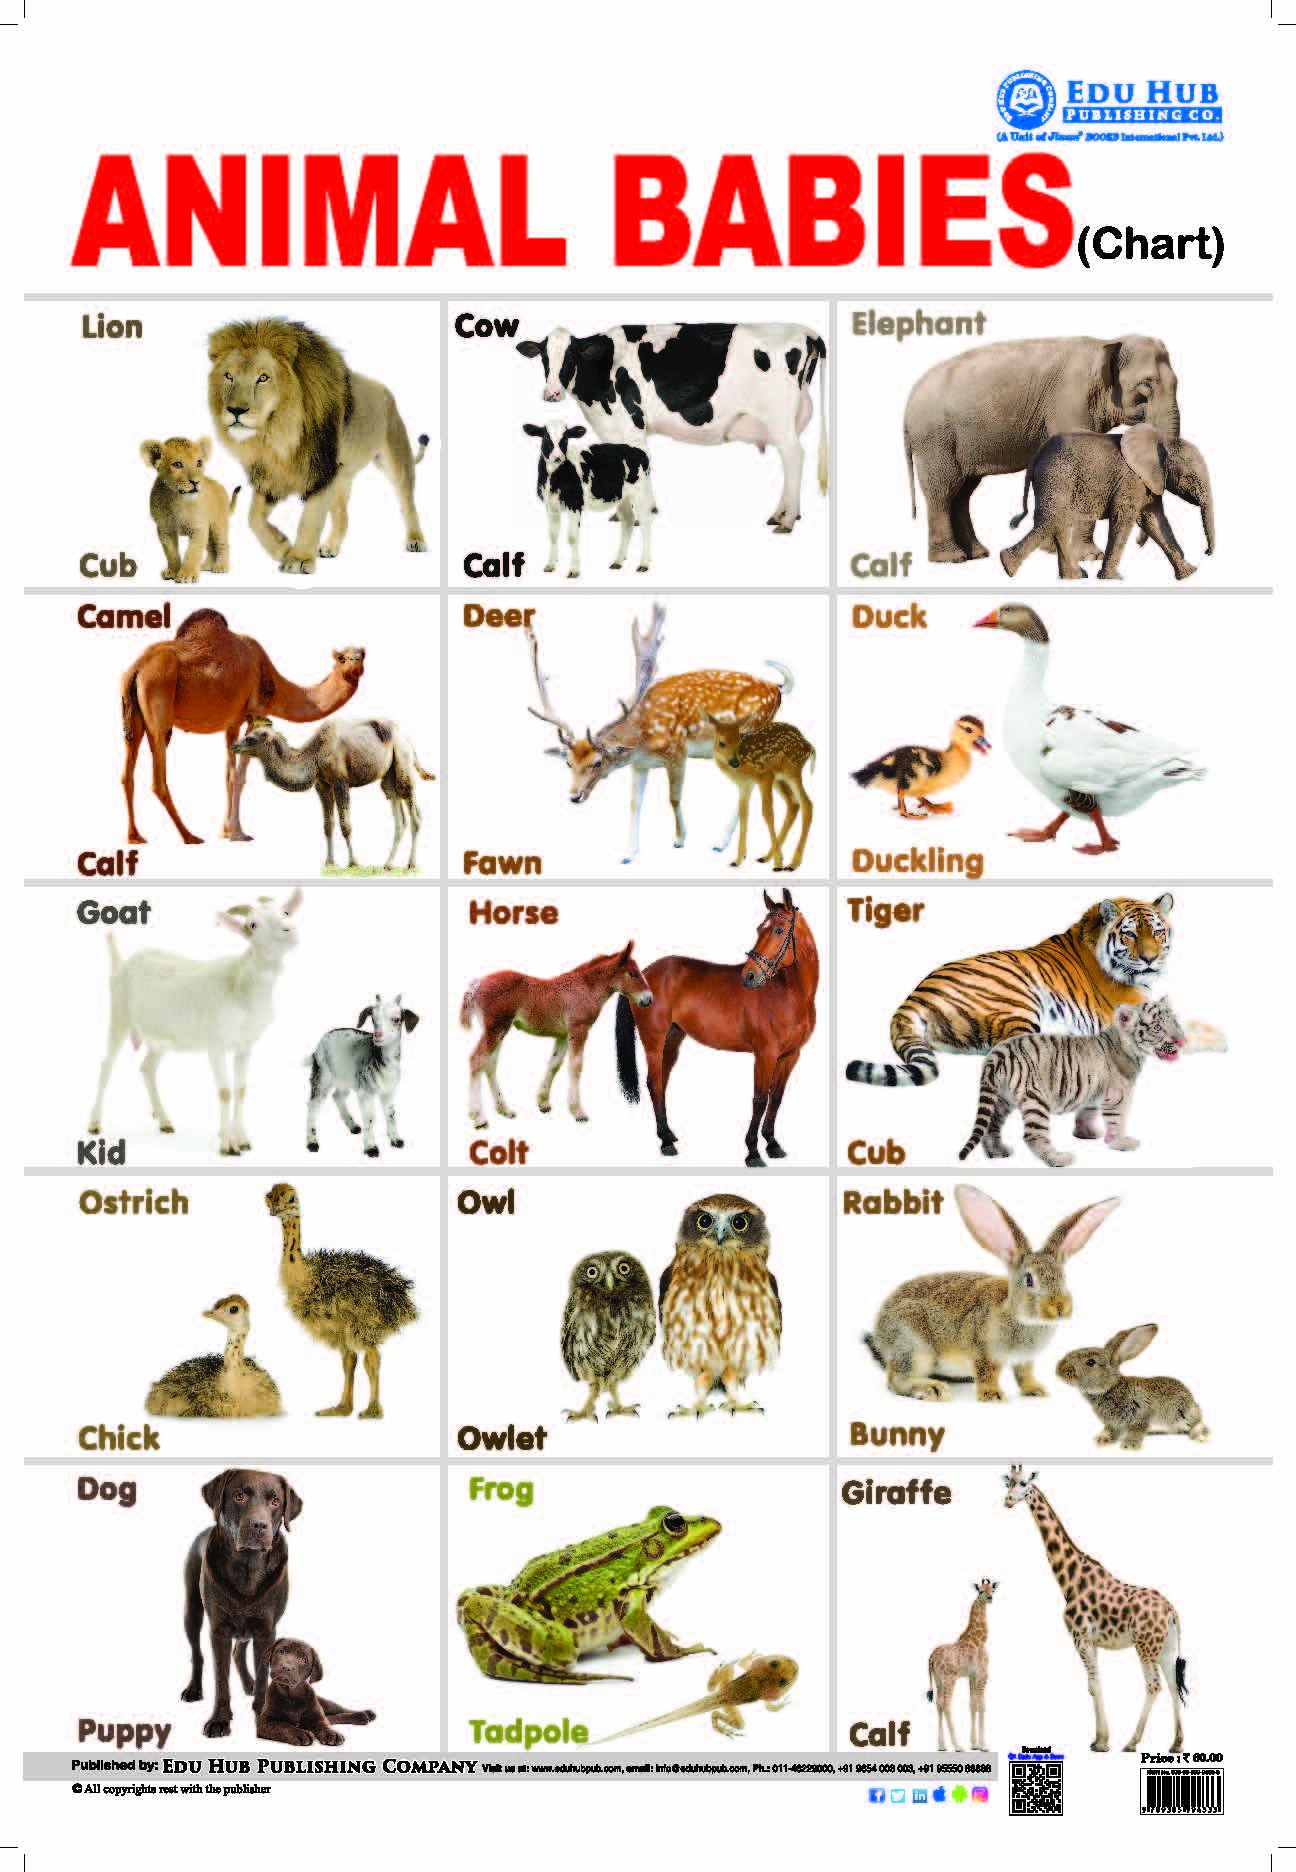 EDU HUB
PUBLISHING CO.
(A Unit of Jinnu® BOOKS International Pvt. Ltd.)
ANIMAL BABIES (Chart)
Lion
Cub
Cow
Calf
Elephant
Calf
Camel
Calf
Deer
Fawn
Duck
Duckling
Goat
Kid
Horse
Colt
Tiger
Cub
Ostrich
Chick
Owl
Owlet
Rabbit
Bunny
Dog
Puppy
Frog
Tadpole
Giraffe
Calf
Published by: EDU HUB PUBLISHING COMPANY Visit us at: www.eduhubpub.com, email: info@eduhubpub.com, Ph.: 011-46229000, +91 9654 003 003, +91 95550 88888
© All copyrights rest with the publisher
Download
Price : ₹ 60.00